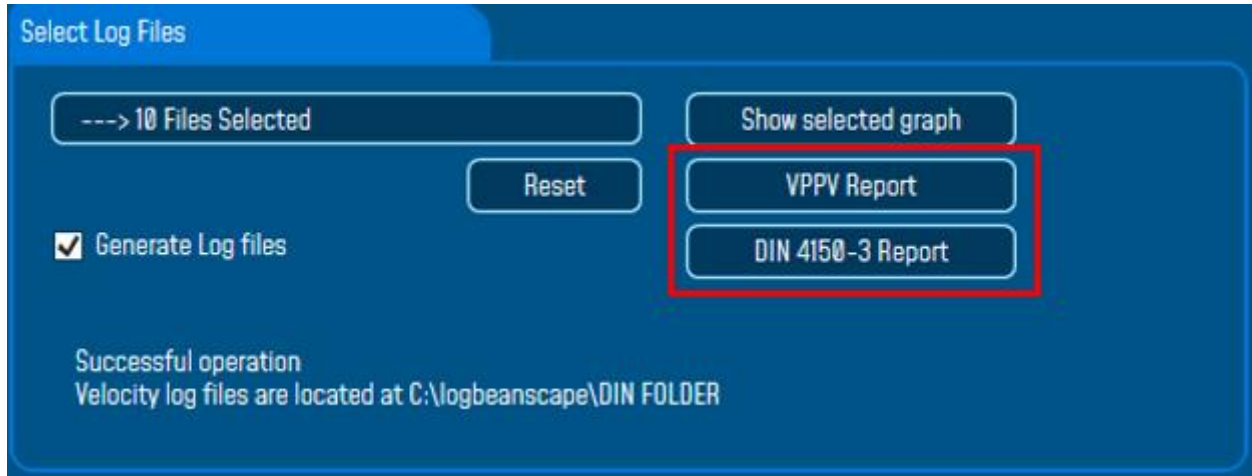 Select Log Files
---> 10 Files Selected
Show selected graph
Reset
VPPV Report
Generate Log files
DIN 4150-3 Report
Successful operation
Velocity log files are located at C:\logbeanscape\DIN FOLDER